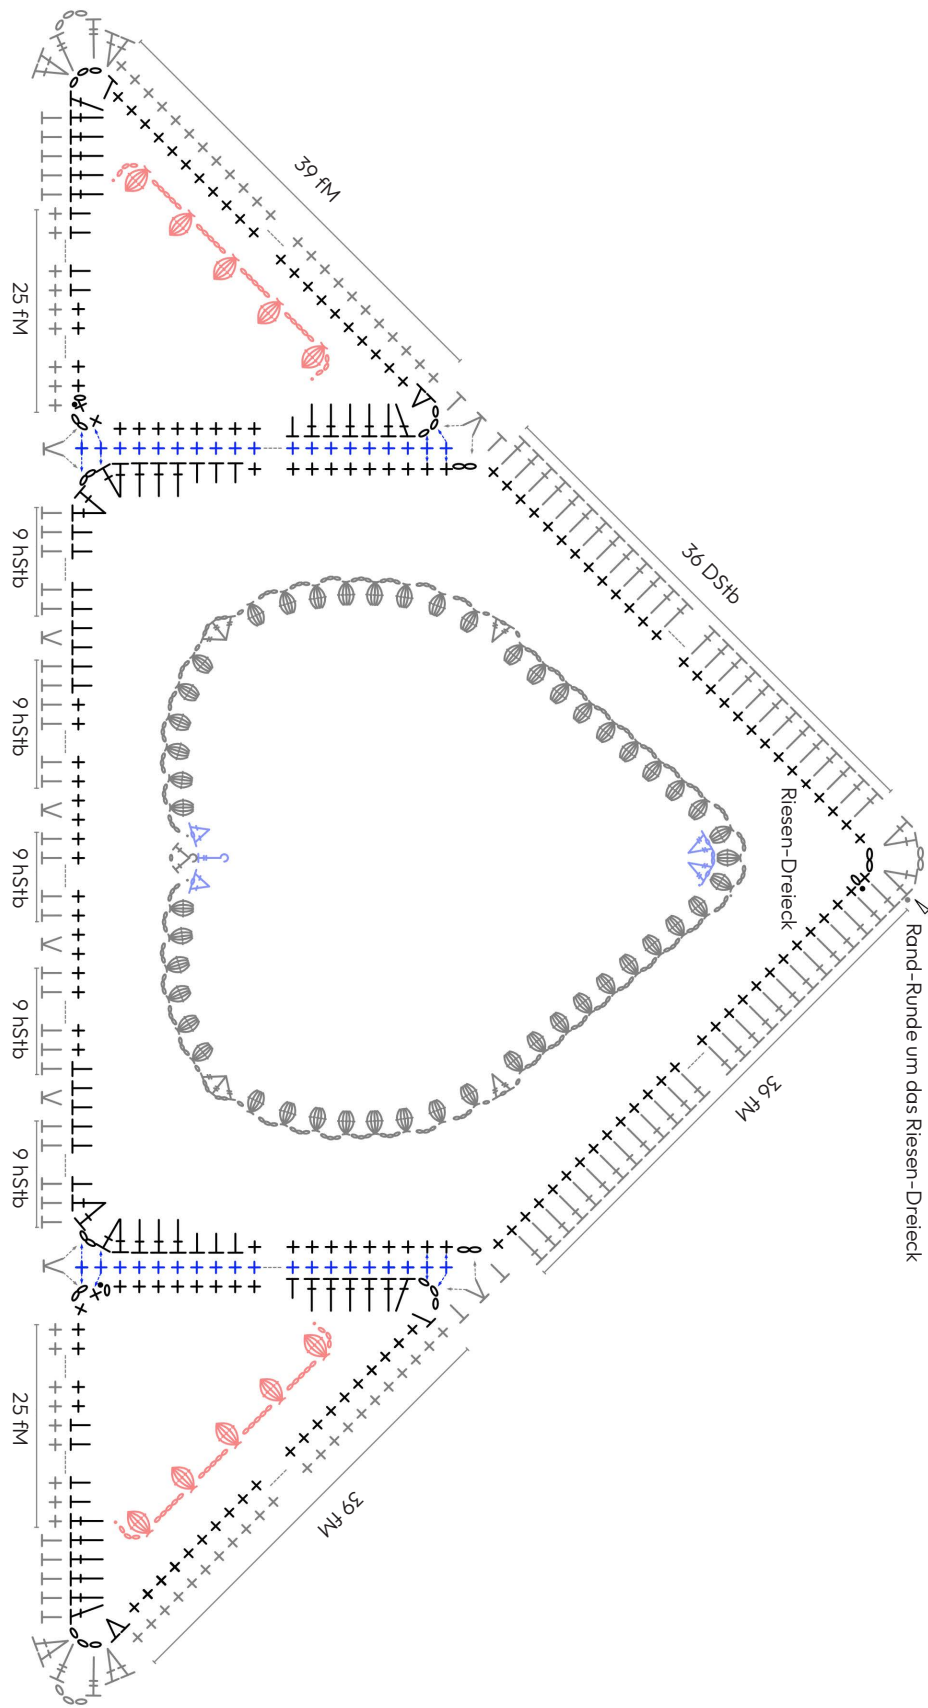 39 fM
36 DStb
Riesen-Dreieck
Rand-Runde um das Riesen-Dreieck
36 fM
39 fM
25 fM
9 hStb
9 hStb
9 hStb
9 hStb
9 hStb
25 fM